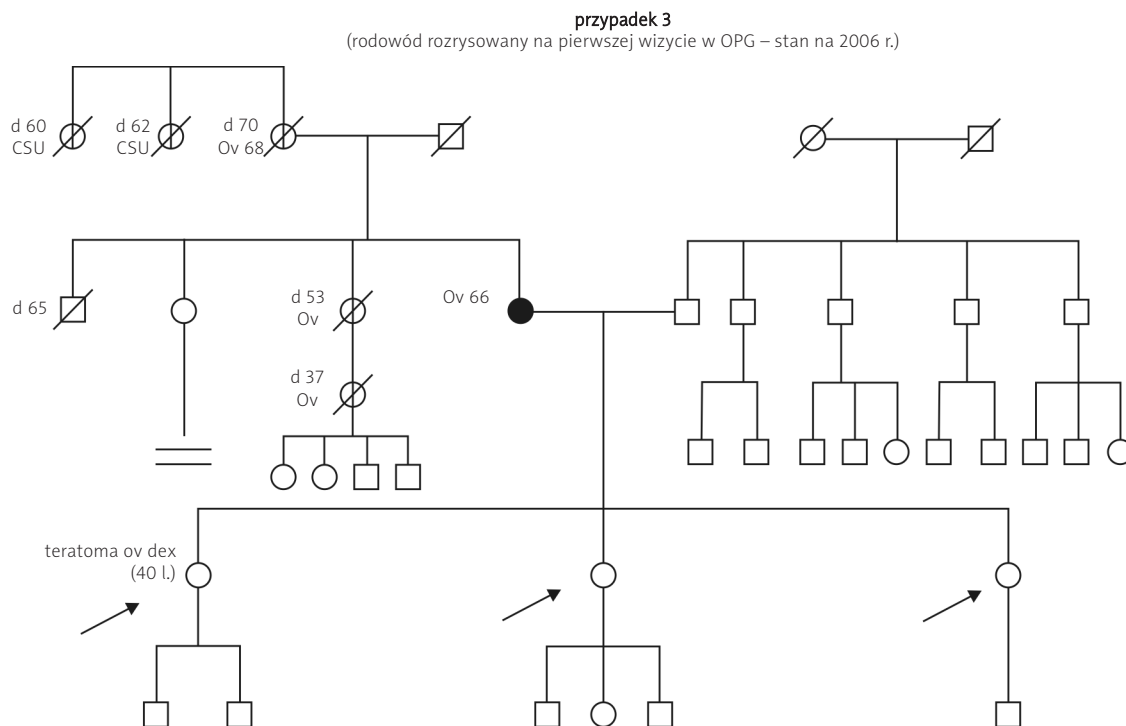 przypadek 3
(rodowód rozrysowany na pierwszej wizycie w OPG – stan na 2006 r.)
d 60
CSU
d 62
CSU
d 70
Ov 68
d 65
d 53
Ov
Ov 66
d 37
Ov
teratoma ov dex
(40 l.)